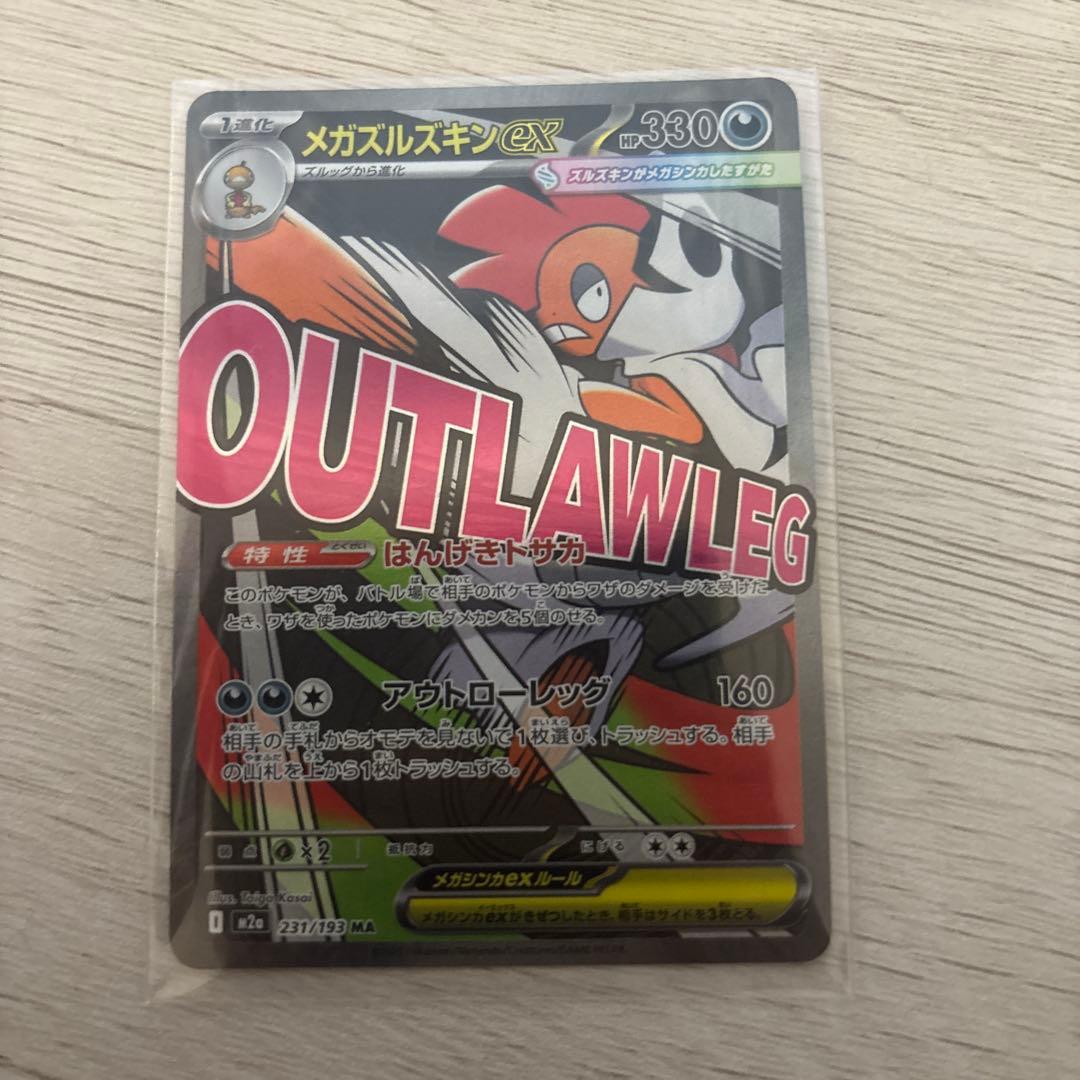 1進化
メガズルズキンex
HP330
ズルッグから進化
ズルズキンがメガシンカしたすがた
OUTLAW LEG
特性
とくせい
はんげきトサカ
このポケモンが、バトル場で相手のポケモンからワザのダメージを受けた
とき、ワザを使ったポケモンにダメカンを5個のせる。
アウトローレッグ 160
相手の手札からオモテを見ないで1枚選び、トラッシュする。相手
の山札を上から1枚トラッシュする。
弱点 ×2 抵抗力 にげる
メガシンカexルール
メガシンカexがきぜつしたとき、相手はサイドを3枚とる。
Illus. Taiga Kasai
I M2a 231/193 MA